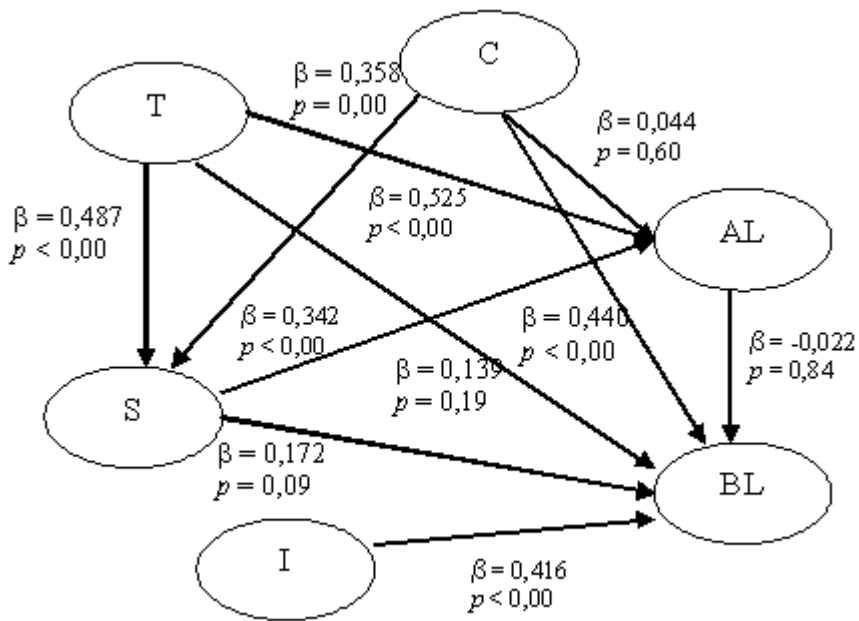 C
β = 0,358
p = 0,00
T
β = 0,044
p = 0,60
β = 0,525
p < 0,00
β = 0,487
p < 0,00
AL
β = 0,342
p < 0,00
β = 0,440
p < 0,00
β = -0,022
p = 0,84
β = 0,139
p = 0,19
S
β = 0,172
p = 0,09
BL
I
β = 0,416
p < 0,00